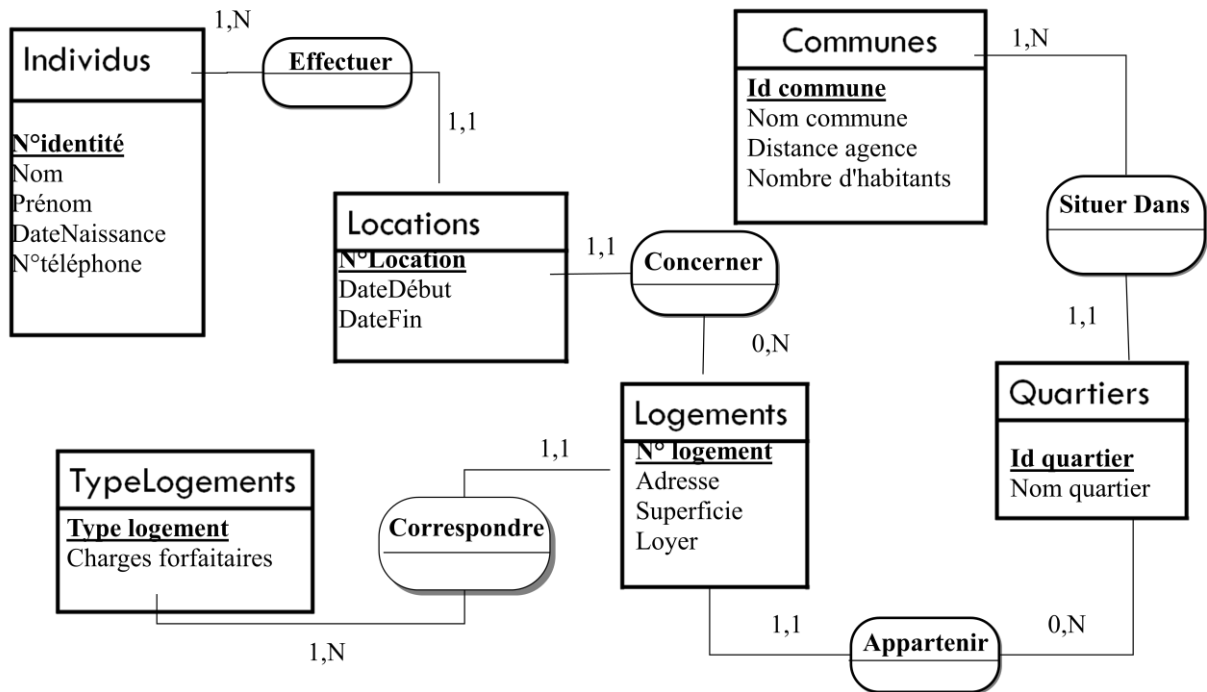 1,N
Individus
N°identité
Nom
Prénom
DateNaissance
N°téléphone
Effectuer
1,1
Locations
N°Location
DateDébut
DateFin
1,1
Concerner
0,N
Communes
Id commune
Nom commune
Distance agence
Nombre d'habitants
1,N
Situer Dans
1,1
Quartiers
Id quartier
Nom quartier
Logements
N° logement
Adresse
Superficie
Loyer
1,1
Correspondre
TypeLogements
Type logement
Charges forfaitaires
1,N
1,1
Appartenir
0,N